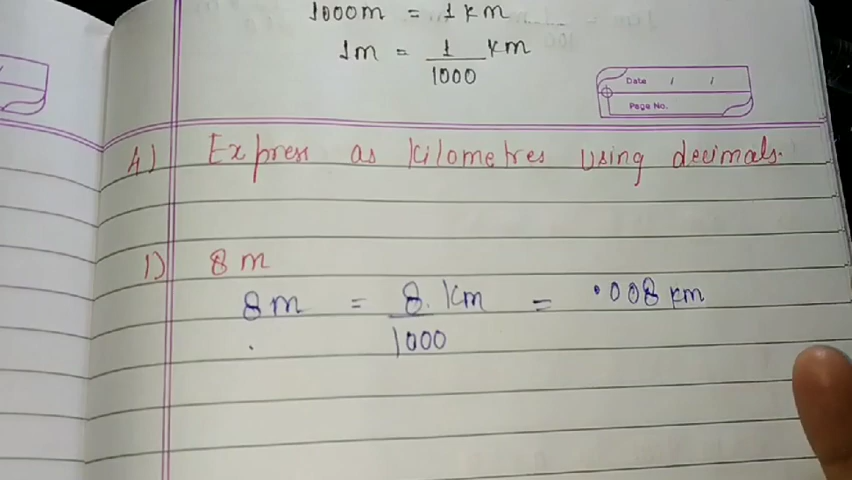 1000m = 1 km
1m = 1/1000 km
Date / /
Page No.
4) Express as kilometres using decimals.
1) 8 m
8m = 8. km/1000 = .008 km